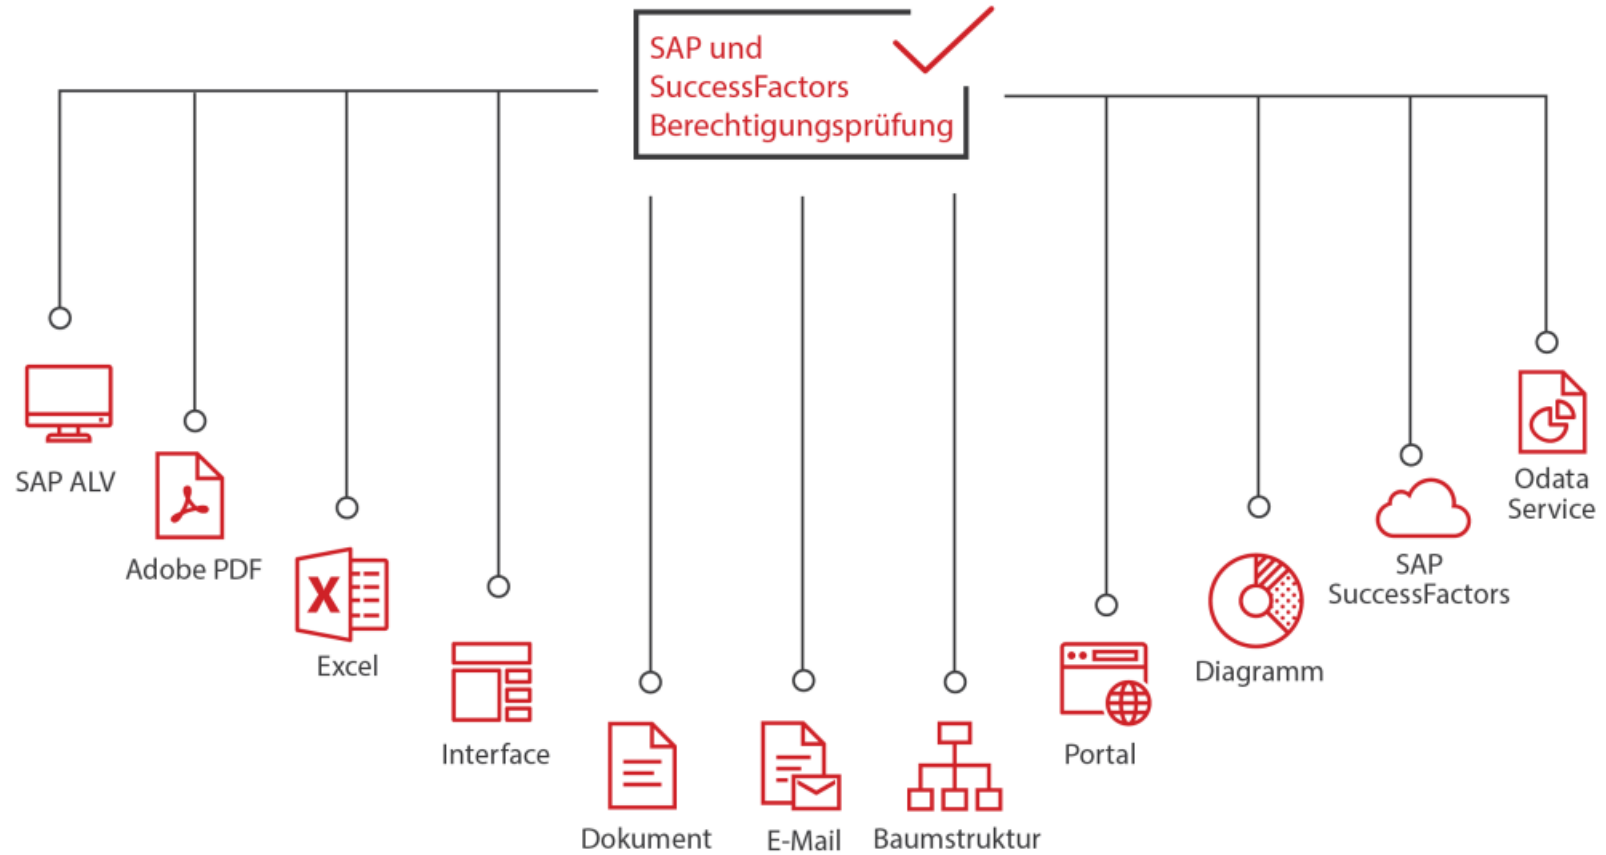 SAP und
SuccessFactors
Berechtigungsprüfung
SAP ALV
Adobe PDF
X
Excel
Interface
Dokument
E-Mail
Baumstruktur
Portal
Diagramm
SAP
SuccessFactors
Odata
Service